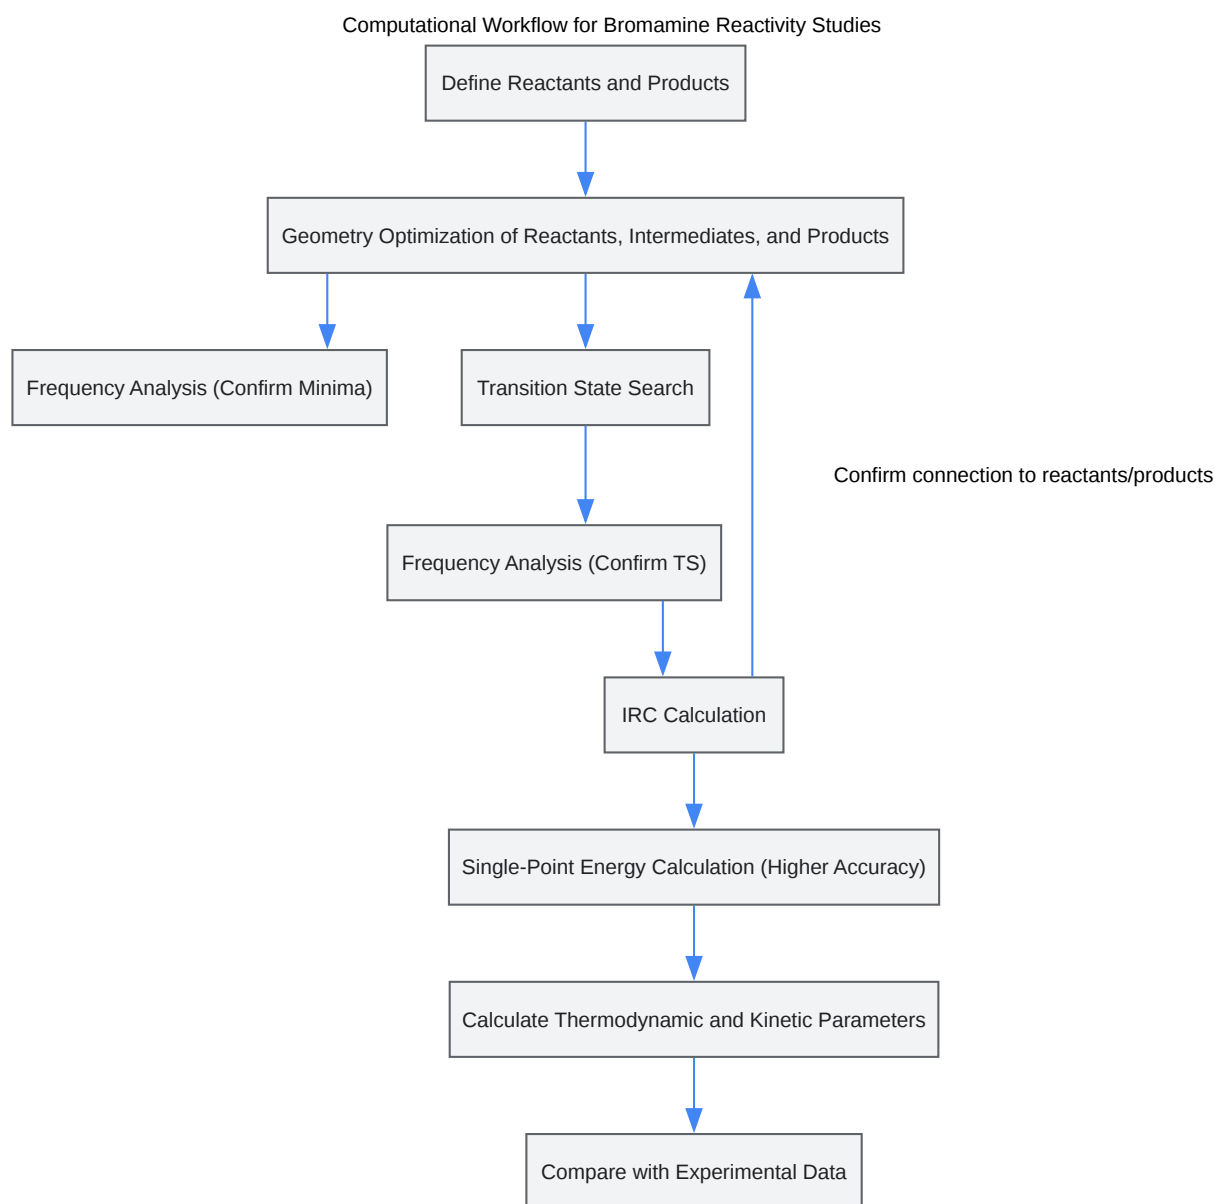 Computational Workflow for Bromamine Reactivity Studies
Define Reactants and Products
Geometry Optimization of Reactants, Intermediates, and Products
Frequency Analysis (Confirm Minima)
Transition State Search
Confirm connection to reactants/products
Frequency Analysis (Confirm TS)
IRC Calculation
Single-Point Energy Calculation (Higher Accuracy)
Calculate Thermodynamic and Kinetic Parameters
Compare with Experimental Data